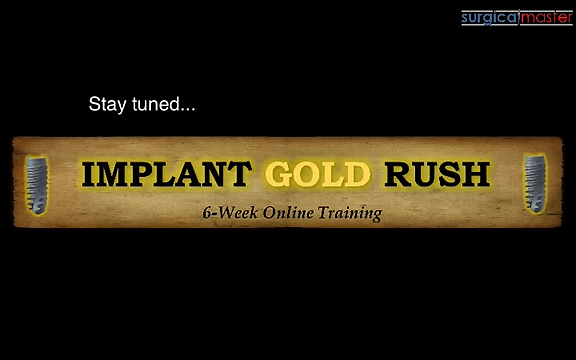 surgicalmaster
Stay tuned...
IMPLANT GOLD RUSH
6-Week Online Training